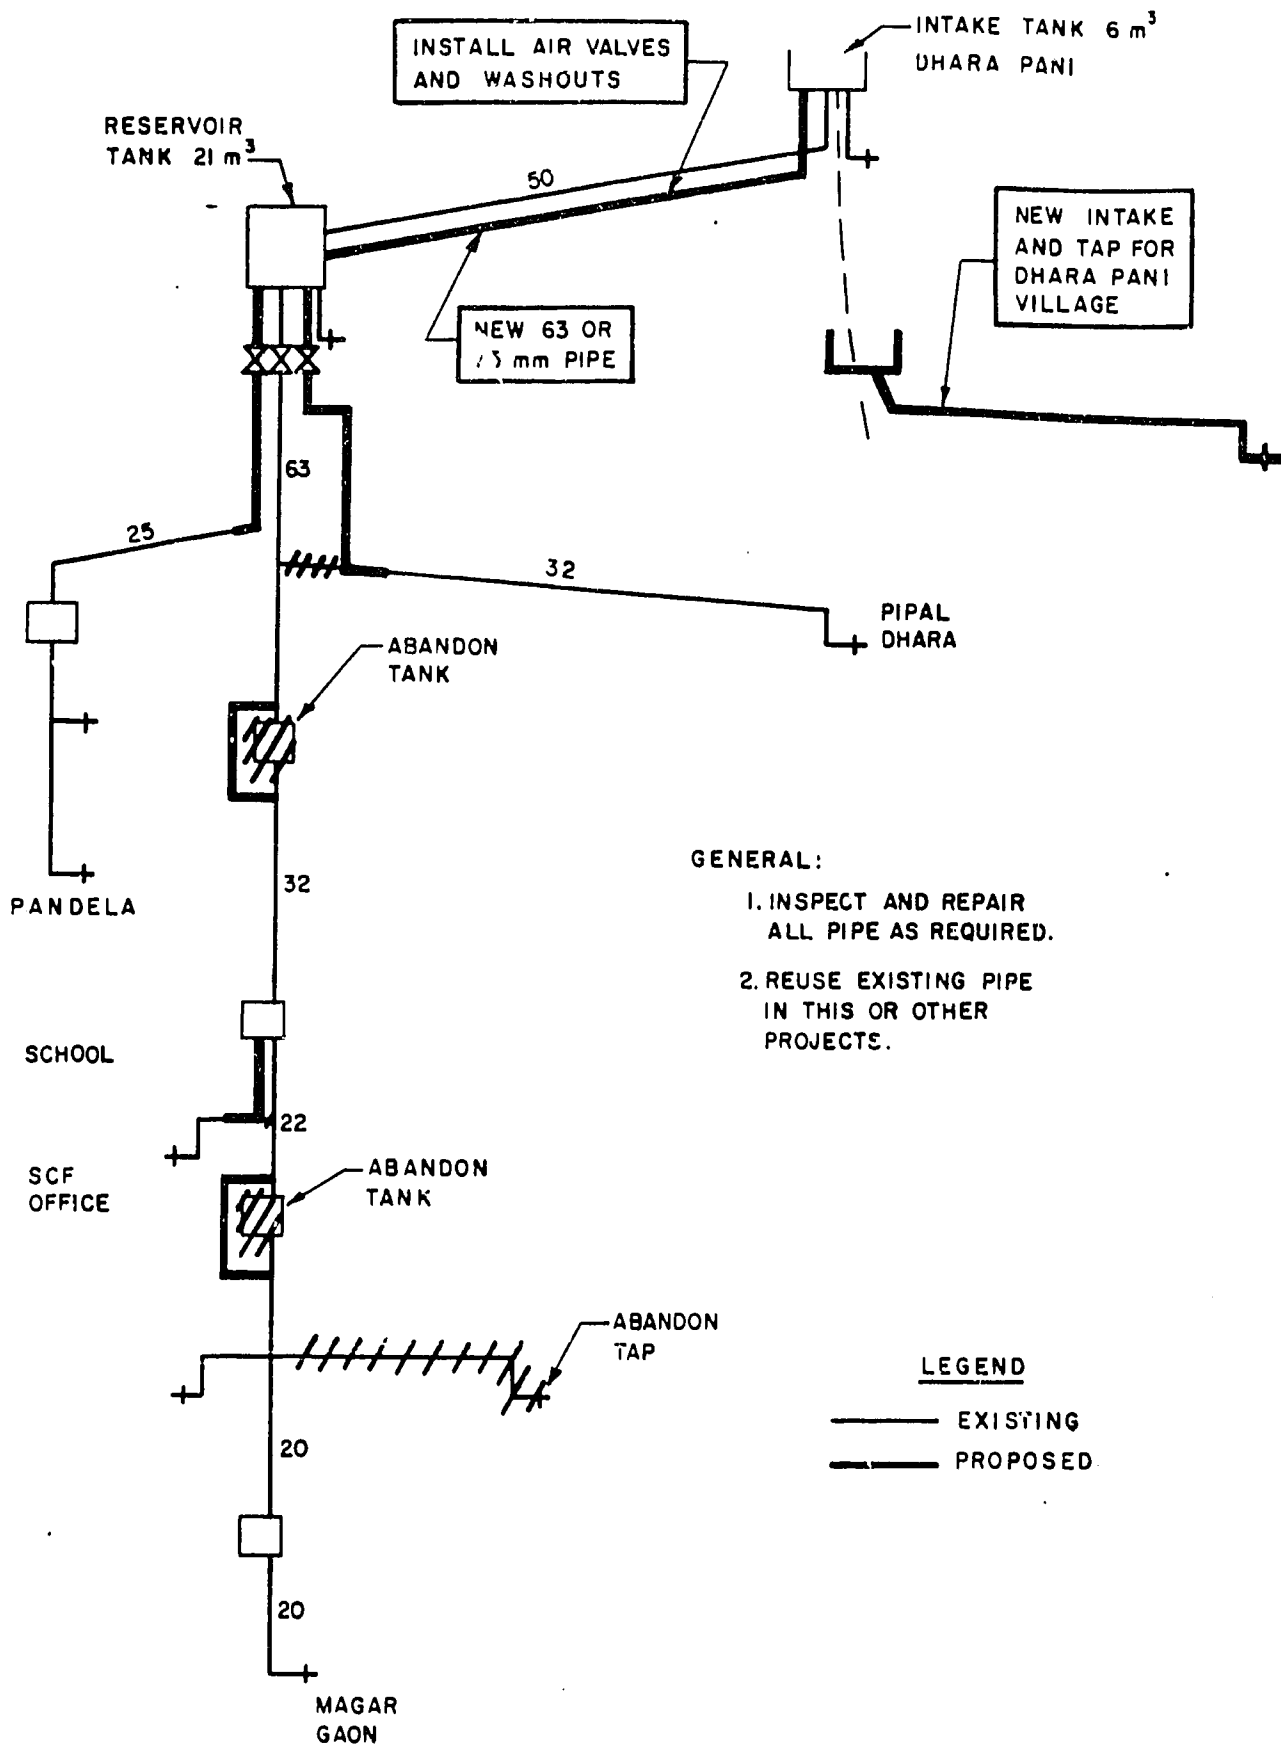 INTAKE TANK 6 m³
DHARA PANI
INSTALL AIR VALVES
AND WASHOUTS
RESERVOIR
TANK 21 m³
50
NEW INTAKE
AND TAP FOR
DHARA PANI
VILLAGE
NEW 63 OR
mm PIPE
63
25
32
PIPAL
DHARA
ABANDON
TANK
32
PANDELA
GENERAL:
1. INSPECT AND REPAIR
ALL PIPE AS REQUIRED.
2. REUSE EXISTING PIPE
IN THIS OR OTHER
PROJECTS.
SCHOOL
22
SCF
OFFICE
ABANDON
TANK
ABANDON
TAP
LEGEND
EXISTING
PROPOSED
20
20
MAGAR
GAON